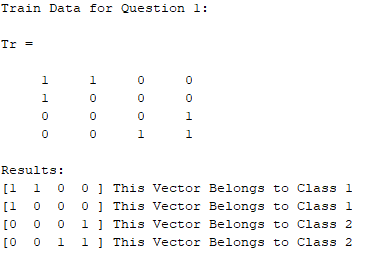 Train Data for Question 1:
Tr =
1 1 0 0
1 0 0 0
0 0 0 1
0 0 1 1
Results:
[1 1 0 0 ] This Vector Belongs to Class 1
[1 0 0 0 ] This Vector Belongs to Class 1
[0 0 0 1 ] This Vector Belongs to Class 2
[0 0 1 1 ] This Vector Belongs to Class 2